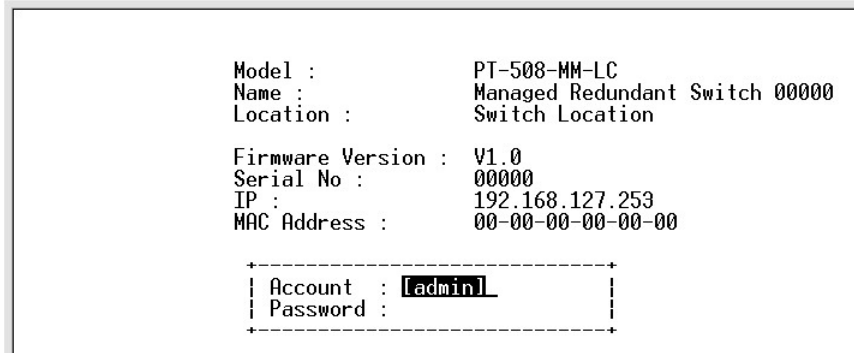 Model : PT-508-MM-LC
Name : Managed Redundant Switch 00000
Location : Switch Location
Firmware Version : V1.0
Serial No : 00000
IP : 192.168.127.253
MAC Address : 00-00-00-00-00-00
Account : [admin]_
Password :